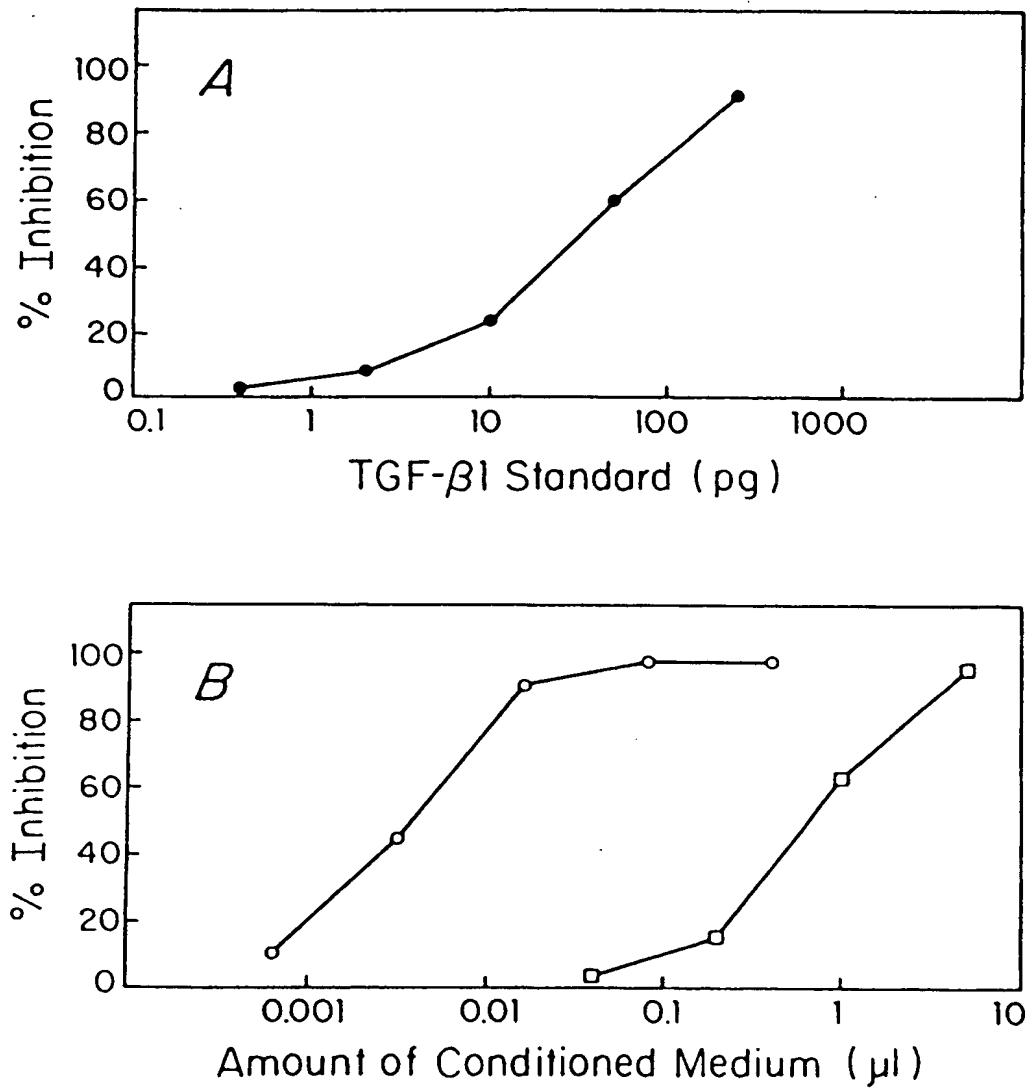 A
% Inhibition
100
80
60
40
20
0
0.1 1 10 100 1000
TGF-β1 Standard (pg)
B
% Inhibition
100
80
60
40
20
0
0.001 0.01 0.1 1 10
Amount of Conditioned Medium (μl)